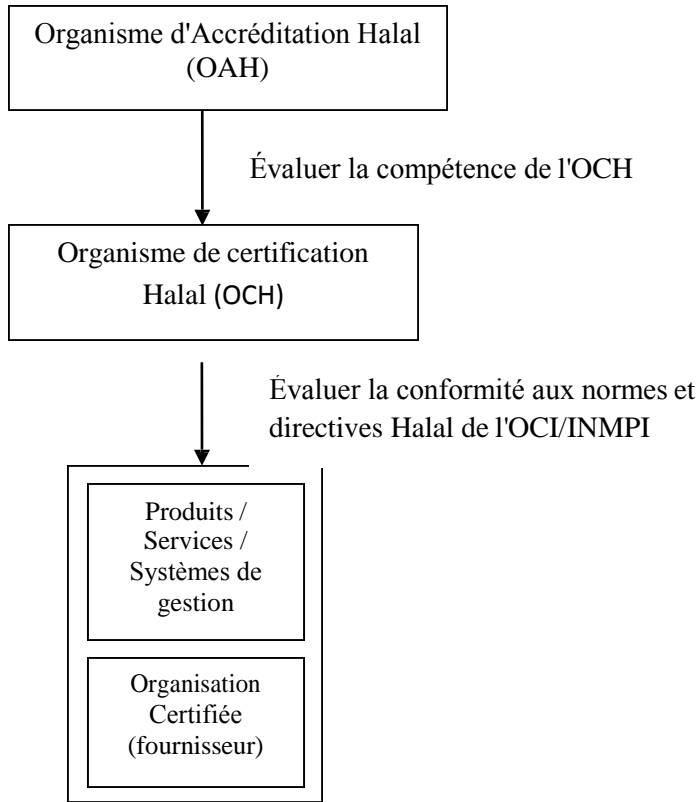 Organisme d'Accréditation Halal
(OAH)
Évaluer la compétence de l'OCH
Organisme de certification
Halal (OCH)
Évaluer la conformité aux normes et
directives Halal de l'OCI/INMPI
Produits /
Services /
Systèmes de
gestion
Organisation
Certifiée
(fournisseur)